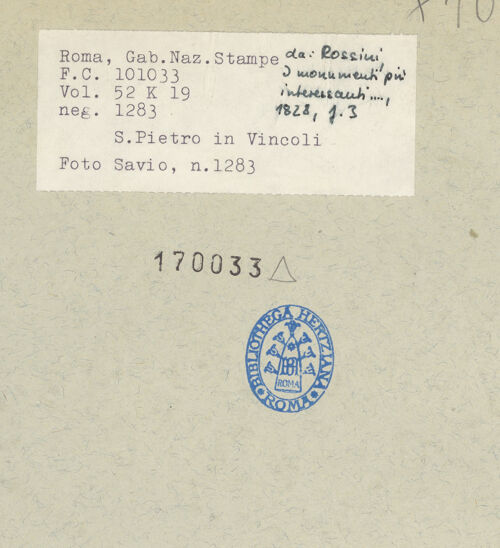 Roma, Gab.Naz.Stampe
F.C. 101033
Vol. 52 K 19
neg. 1283
S.Pietro in Vincoli
Foto Savio, n.1283
da: Rossini,
I monumenti più
interessanti....,
1828, f.3
170033
BIBLIOTHECA HERTZIANA
ROMA
ROMA